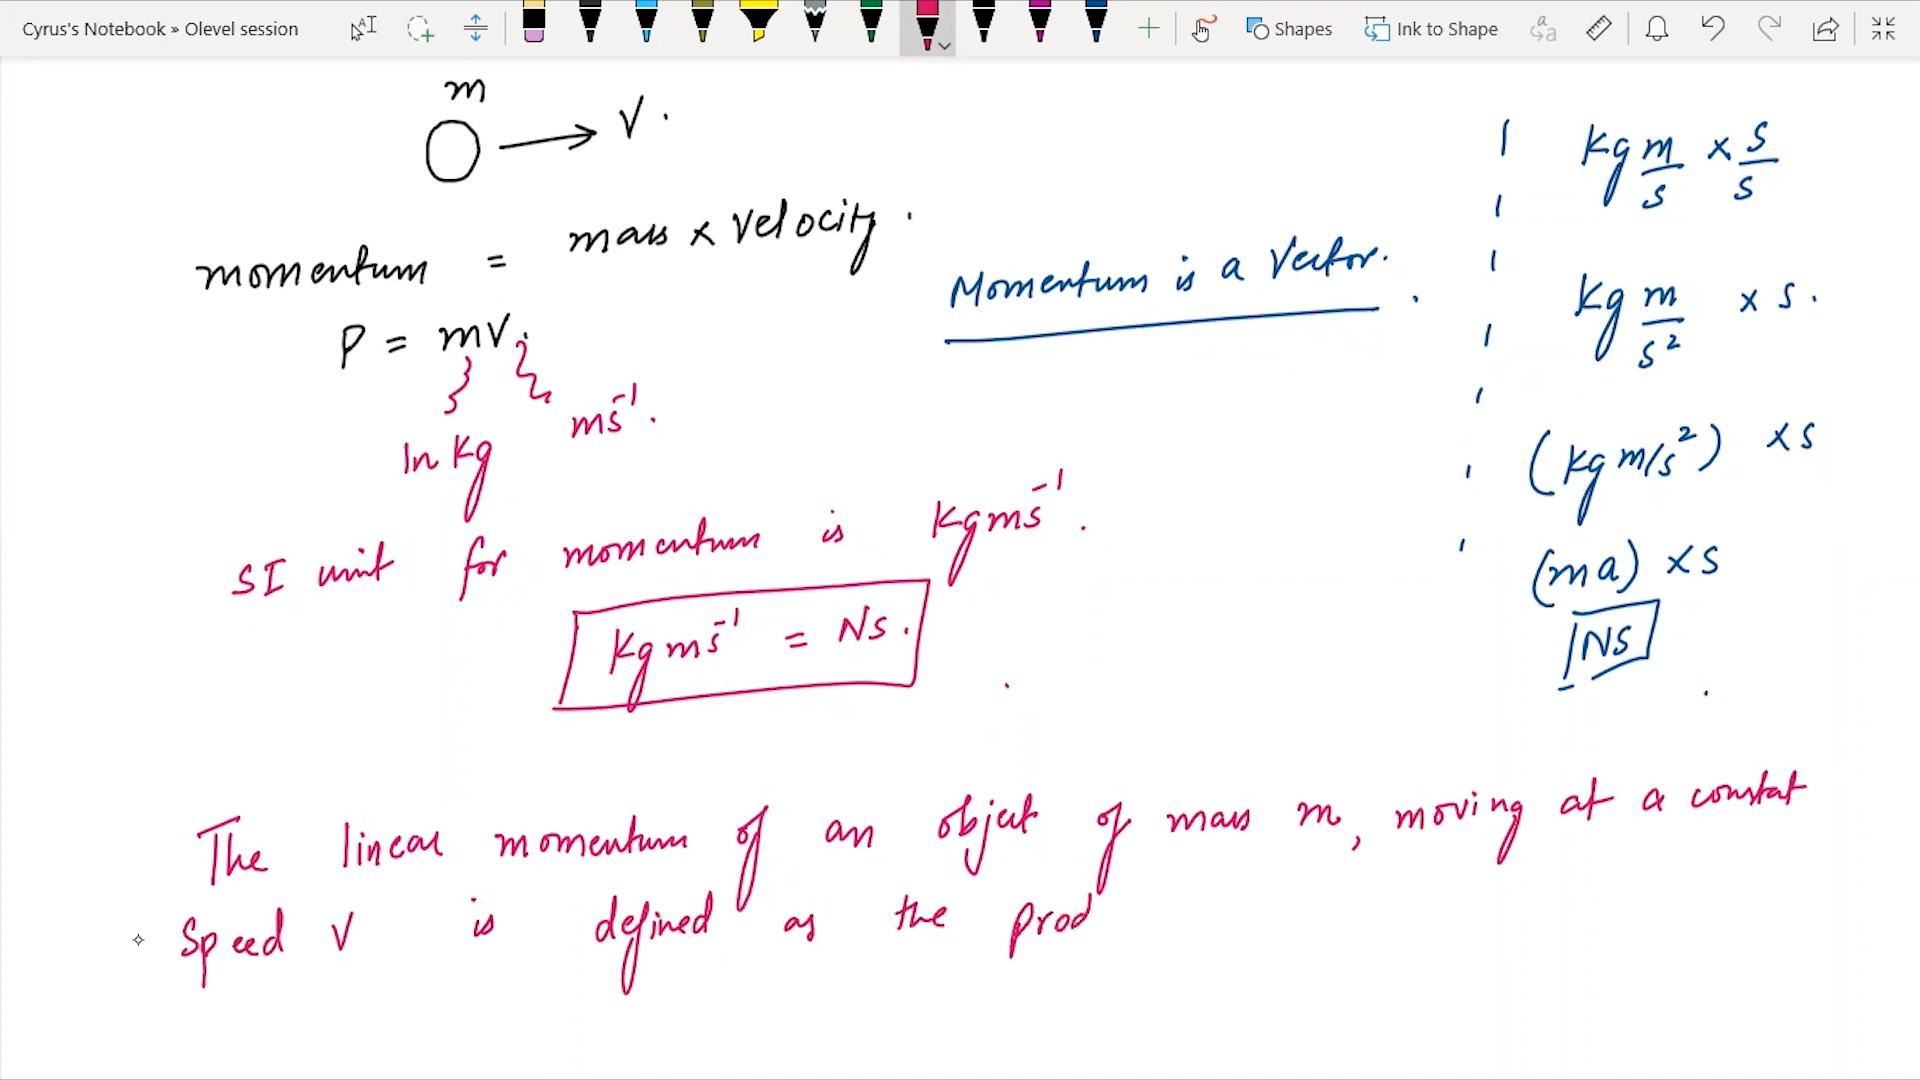 Cyrus's Notebook » Olevel session
Shapes
Ink to Shape
m
V.
momentum = mass x velocity.
P = mV.
In kg
ms⁻¹.
Momentum is a Vector.
SI unit for momentum is kgms⁻¹.
kgms⁻¹ = Ns.
kg m/s x s/s
kg m/s² x s.
(kg m/s²) x s
(ma) x s
Ns
The linear momentum of an object of mass m, moving at a constat
speed V is defined as the prod